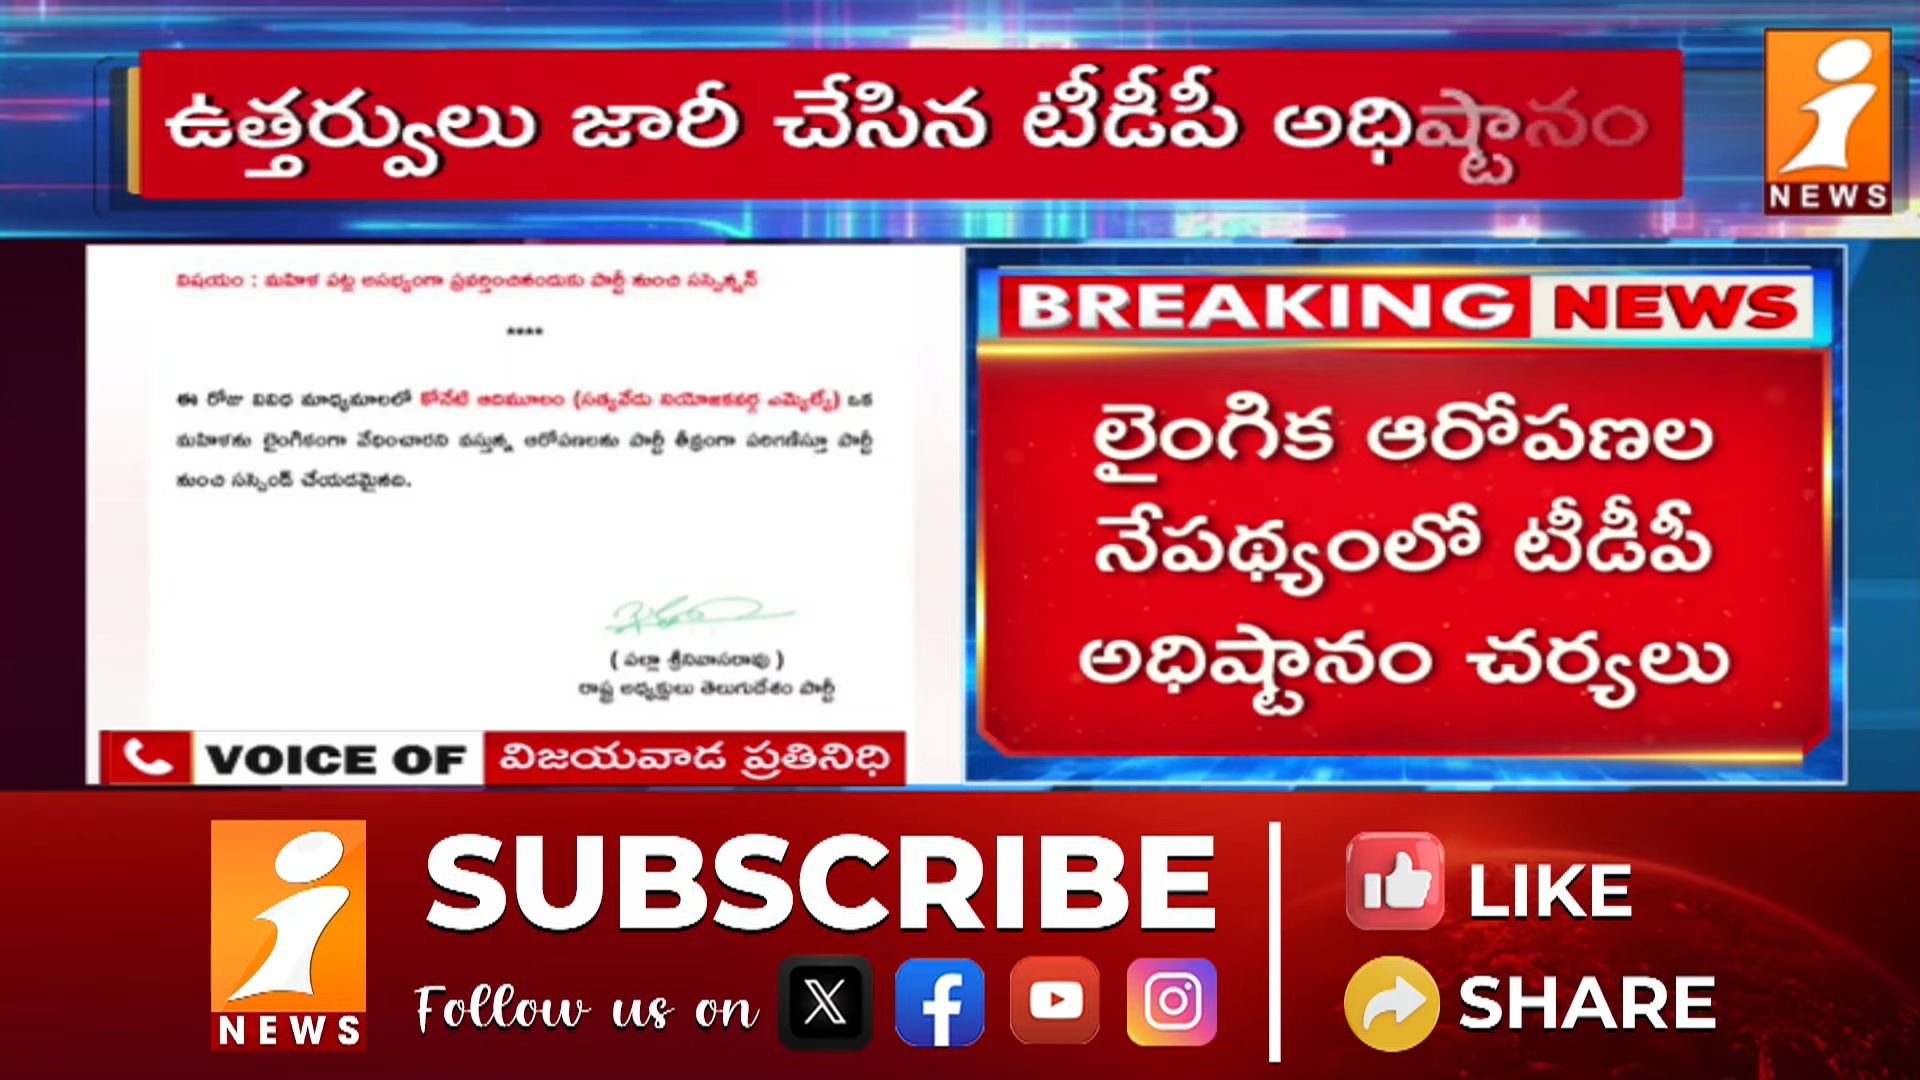 ఉత్తర్వులు జారీ చేసిన టీడీపీ అధిష్టానం
i
NEWS
విషయం : మహిళ పట్ల అసభ్యంగా ప్రవర్తించినందుకు పార్టీ నుంచి సస్పెన్షన్
****
ఈ రోజు వివిధ మాధ్యమాలలో కోనేటి ఆదిమూలం (సత్యవేడు నియోజకవర్గ ఎమ్మెల్యే) ఒక
మహిళను లైంగికంగా వేధించారని వస్తున్న ఆరోపణలను పార్టీ తీవ్రంగా పరిగణిస్తూ పార్టీ
నుంచి సస్పెండ్ చేయడమైనది.
( పల్లా శ్రీనివాసరావు )
రాష్ట్ర అధ్యక్షులు తెలుగుదేశం పార్టీ
VOICE OF విజయవాడ ప్రతినిధి
BREAKING NEWS
లైంగిక ఆరోపణల
నేపథ్యంలో టీడీపీ
అధిష్టానం చర్యలు
i
NEWS
SUBSCRIBE
Follow us on
LIKE
SHARE